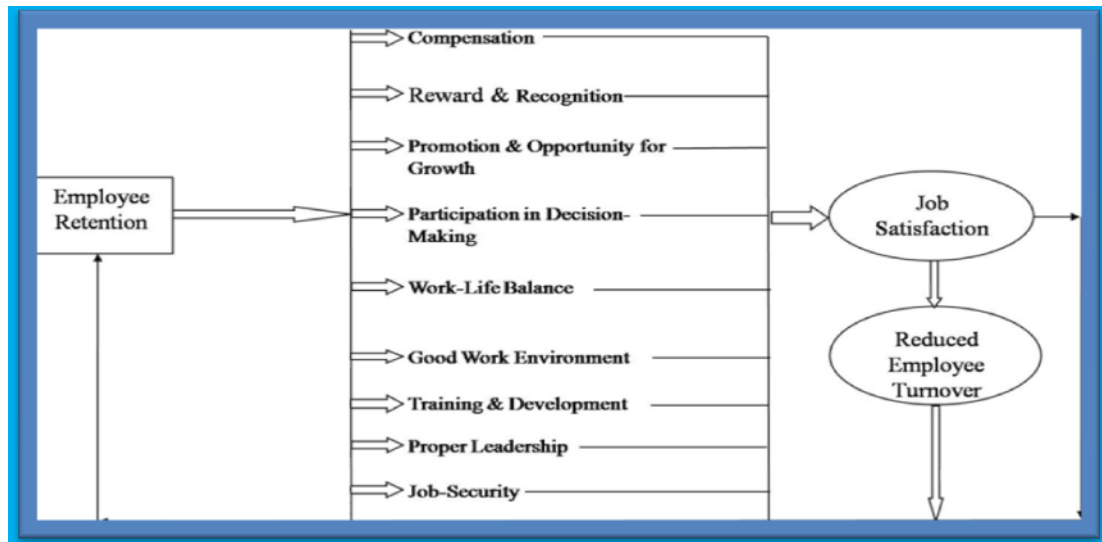 Compensation
Reward & Recognition
Promotion & Opportunity for
Growth
Employee
Retention
Participation in Decision-
Making
Work-Life Balance
Good Work Environment
Training & Development
Proper Leadership
Job-Security
Job
Satisfaction
Reduced
Employee
Turnover